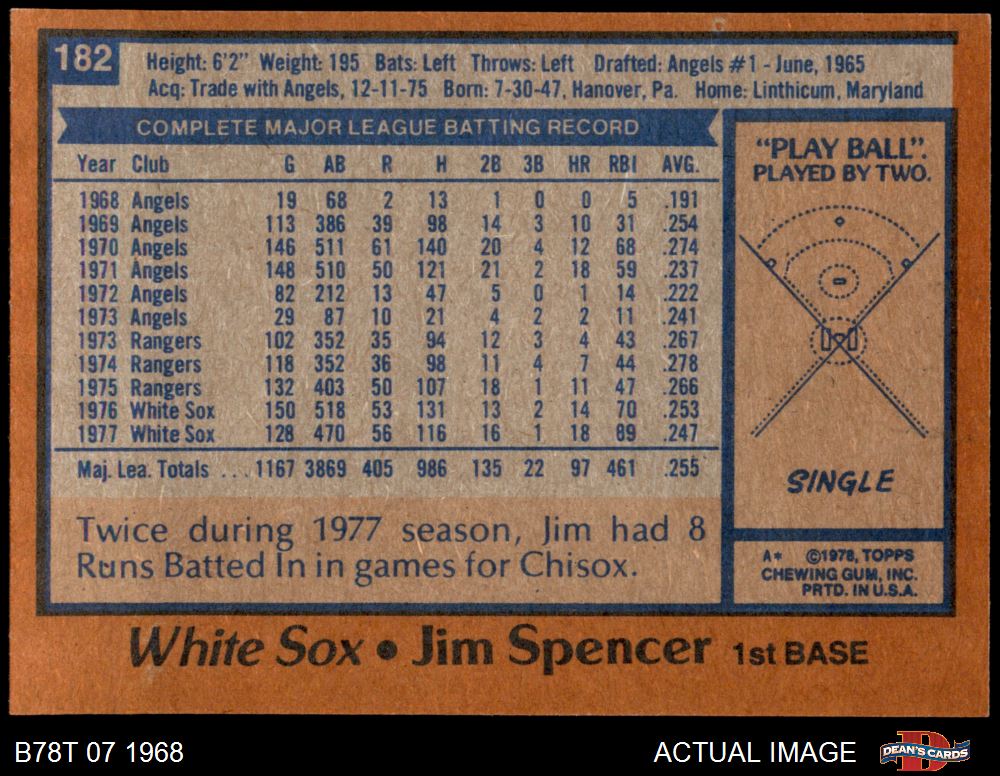 182
Height: 6'2" Weight: 195 Bats: Left Throws: Left Drafted: Angels #1 - June, 1965
Acq: Trade with Angels, 12-11-75 Born: 7-30-47, Hanover, Pa. Home: Linthicum, Maryland
COMPLETE MAJOR LEAGUE BATTING RECORD
Year Club G AB R H 2B 3B HR RBI AVG.
1968 Angels 19 68 2 13 1 0 0 5 .191
1969 Angels 113 386 39 98 14 3 10 31 .254
1970 Angels 146 511 61 140 20 4 12 68 .274
1971 Angels 148 510 50 121 21 2 18 59 .237
1972 Angels 82 212 13 47 5 0 1 14 .222
1973 Angels 29 87 10 21 4 2 2 11 .241
1973 Rangers 102 352 35 94 12 3 4 43 .267
1974 Rangers 118 352 36 98 11 4 7 44 .278
1975 Rangers 132 403 50 107 18 1 11 47 .266
1976 White Sox 150 518 53 131 13 2 14 70 .253
1977 White Sox 128 470 56 116 16 1 18 69 .247
Maj. Lea. Totals ... 1167 3869 405 986 135 22 97 461 .255
Twice during 1977 season, Jim had 8
Runs Batted In in games for Chisox.
"PLAY BALL".
PLAYED BY TWO.
SINGLE
A* ©1978, TOPPS
CHEWING GUM, INC.
PRTD. IN U.S.A.
White Sox • Jim Spencer 1st BASE
B78T 07 1968 ACTUAL IMAGE
DEAN'S CARDS